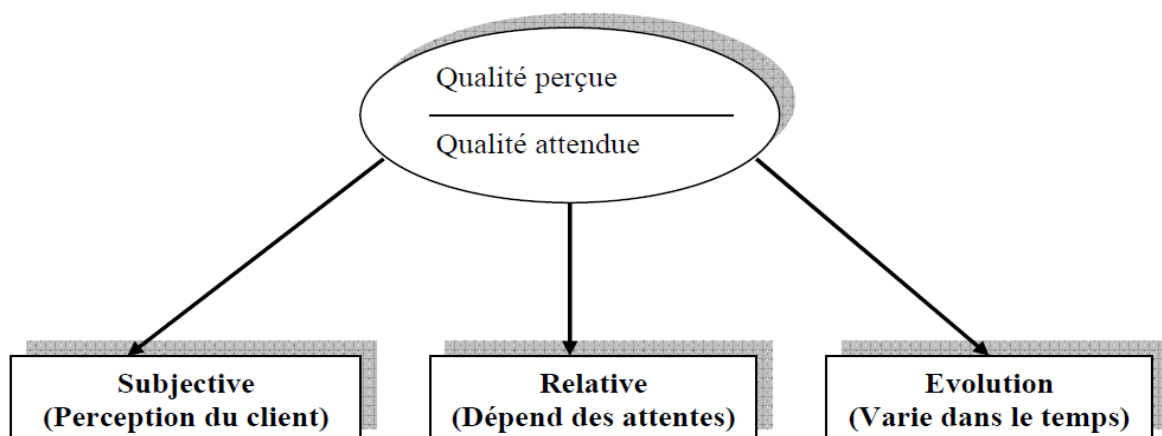 Qualité perçue
Qualité attendue
Subjective
(Perception du client)
Relative
(Dépend des attentes)
Evolution
(Varie dans le temps)